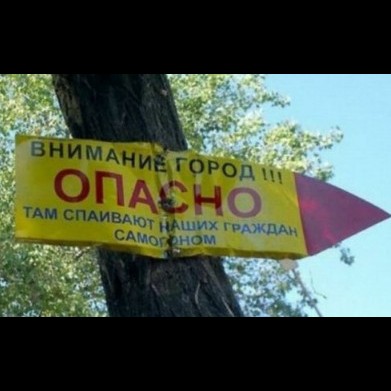 ВНИМАНИЕ ГОРОД !!!
ОПАСНО
ТАМ СПАИВАЮТ НАШИХ ГРАЖДАН
САМОГОНОМ